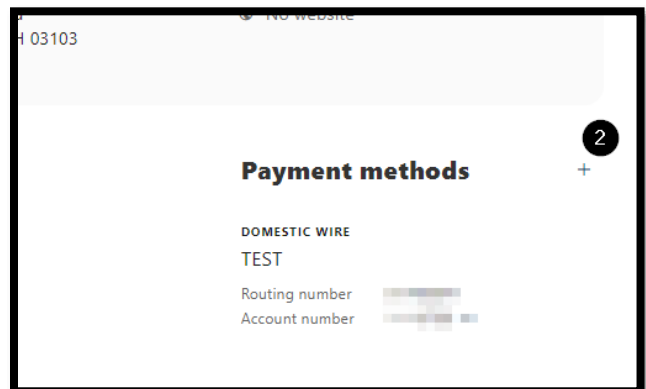 No website
H 03103
2
Payment methods
+
DOMESTIC WIRE
TEST
Routing number
Account number